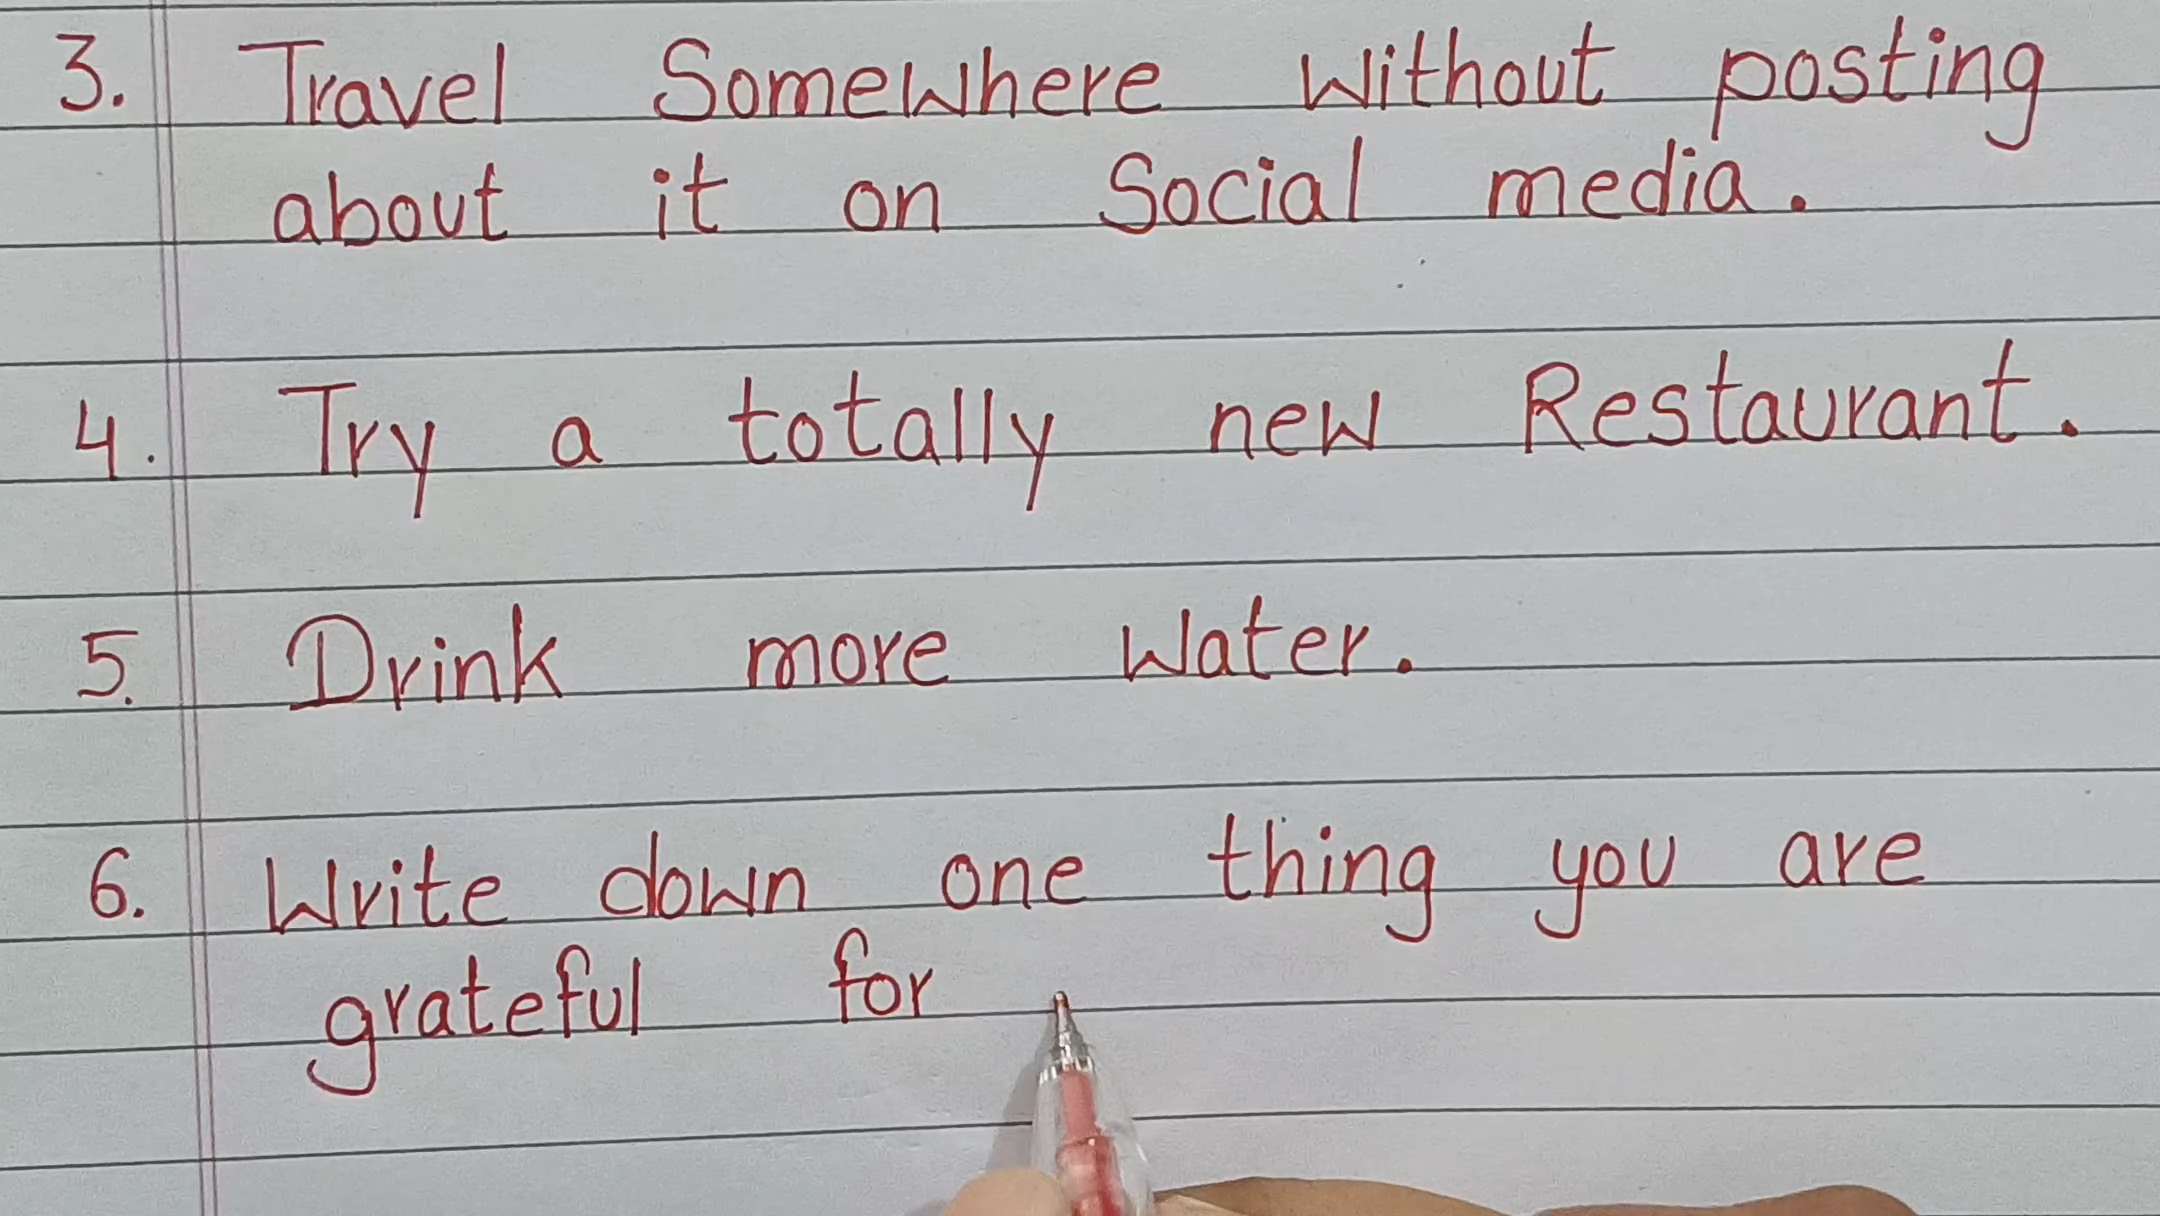 3. Travel Somewhere without posting
about it on Social media.
4. Try a totally new Restaurant.
5. Drink more Water.
6. Write down one thing you are
grateful for